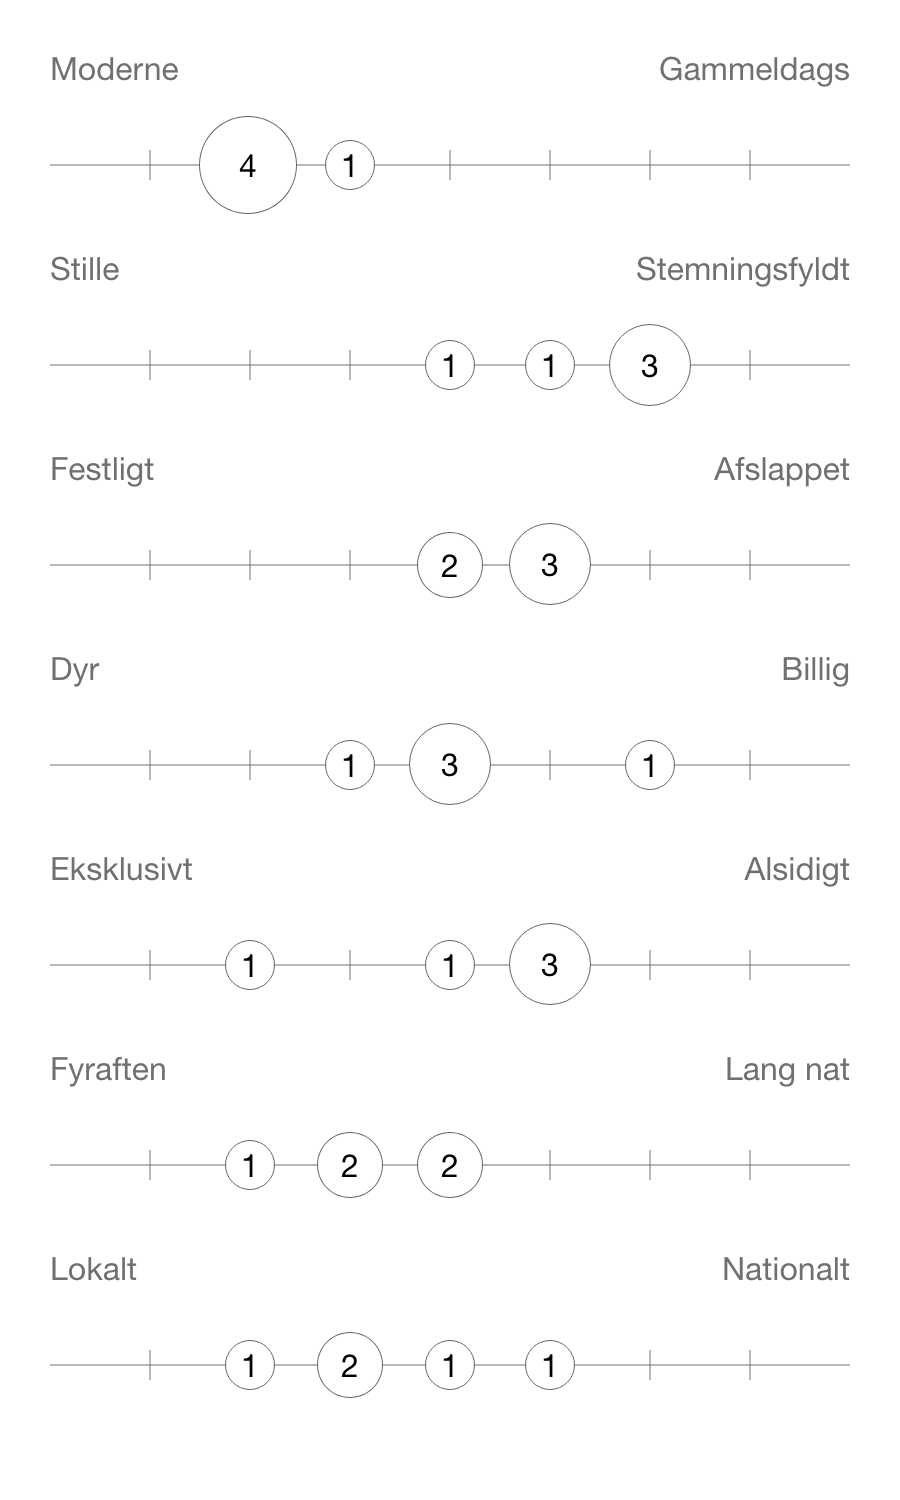 Moderne Gammeldags
4 1
Stille Stemningsfyldt
1 1 3
Festligt Afslappet
2 3
Dyr Billig
1 3 1
Eksklusivt Alsidigt
1 1 3
Fyraften Lang nat
1 2 2
Lokalt Nationalt
1 2 1 1